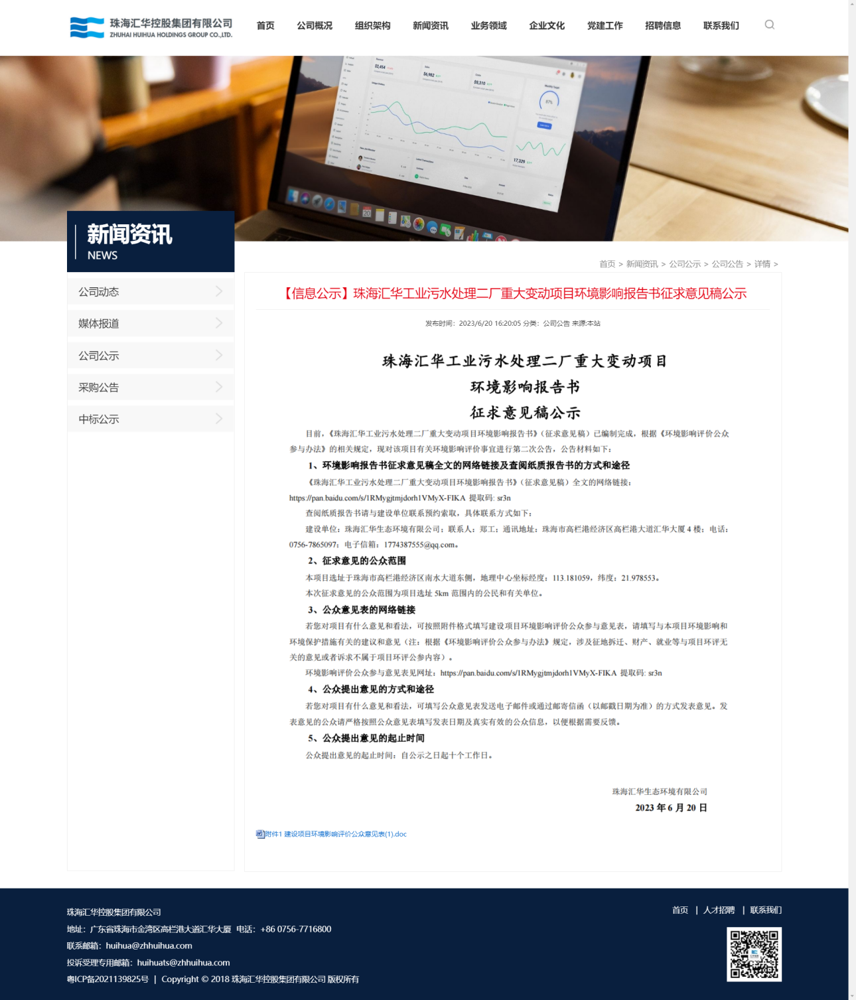 珠海汇华控股集团有限公司
ZHUHAI HUIHUA HOLDINGS GROUP CO.,LTD.
首页 公司概况 组织架构 新闻资讯 业务领域 企业文化 党建工作 招聘信息 联系我们
$2,454 $6,982 $8,310
Monthly Target
87%
17,329
新闻资讯
NEWS
首页 > 新闻资讯 > 公司公示 > 公司公告 > 详情 >
公司动态
媒体报道
公司公示
采购公告
中标公示
【信息公示】珠海汇华工业污水处理二厂重大变动项目环境影响报告书征求意见稿公示
发布时间：2023/6/20 16:20:05 分类：公司公告 来源:本站
珠海汇华工业污水处理二厂重大变动项目
环境影响报告书
征求意见稿公示
目前，《珠海汇华工业污水处理二厂重大变动项目环境影响报告书》（征求意见稿）已编制完成，根据《环境影响评价公众
参与办法》的相关规定，现对该项目有关环境影响评价事宜进行第二次公告，公告材料如下：
1、环境影响报告书征求意见稿全文的网络链接及查阅纸质报告书的方式和途径
《珠海汇华工业污水处理二厂重大变动项目环境影响报告书》（征求意见稿）全文的网络链接：
https://pan.baidu.com/s/1RMygjtmjdorh1VMyX-FIKA 提取码: sr3n
查阅纸质报告书请与建设单位联系预约索取，具体联系方式如下：
建设单位：珠海汇华生态环境有限公司；联系人：郑工；通讯地址：珠海市高栏港经济区高栏港大道汇华大厦 4 楼；电话：
0756-7865097；电子信箱：1774387555@qq.com。
2、征求意见的公众范围
本项目选址于珠海市高栏港经济区南水大道东侧，地理中心坐标经度：113.181059，纬度：21.978553。
本次征求意见的公众范围为项目选址 5km 范围内的公民和有关单位。
3、公众意见表的网络链接
若您对项目有什么意见和看法，可按照附件格式填写建设项目环境影响评价公众参与意见表，请填写与本项目环境影响和
环境保护措施有关的建议和意见（注：根据《环境影响评价公众参与办法》规定，涉及征地拆迁、财产、就业等与项目环评无
关的意见或者诉求不属于项目环评公参内容）。
环境影响评价公众参与意见表见网址：https://pan.baidu.com/s/1RMygjtmjdorh1VMyX-FIKA 提取码: sr3n
4、公众提出意见的方式和途径
若您对项目有什么意见和看法，可填写公众意见表发送电子邮件或通过邮寄信函（以邮戳日期为准）的方式发表意见。发
表意见的公众请严格按照公众意见表填写发表日期及真实有效的公众信息，以便根据需要反馈。
5、公众提出意见的起止时间
公众提出意见的起止时间：自公示之日起十个工作日。
珠海汇华生态环境有限公司
2023 年 6 月 20 日
附件1 建设项目环境影响评价公众意见表(1).doc
珠海汇华控股集团有限公司
地址：广东省珠海市金湾区高栏港大道汇华大厦 电话：+86 0756-7716800
联系邮箱：huihua@zhhuihua.com
投诉受理专用邮箱：huihuats@zhhuihua.com
粤ICP备2021139825号 | Copyright © 2018 珠海汇华控股集团有限公司 版权所有
首页 | 人才招聘 | 联系我们